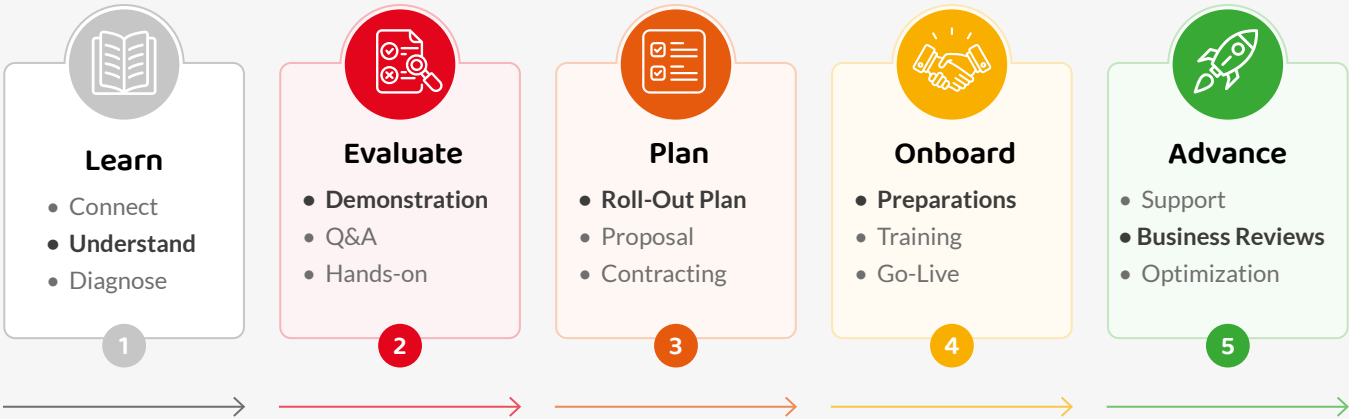 Learn
• Connect
• Understand
• Diagnose
1
Evaluate
• Demonstration
• Q&A
• Hands-on
2
Plan
• Roll-Out Plan
• Proposal
• Contracting
3
Onboard
• Preparations
• Training
• Go-Live
4
Advance
• Support
• Business Reviews
• Optimization
5